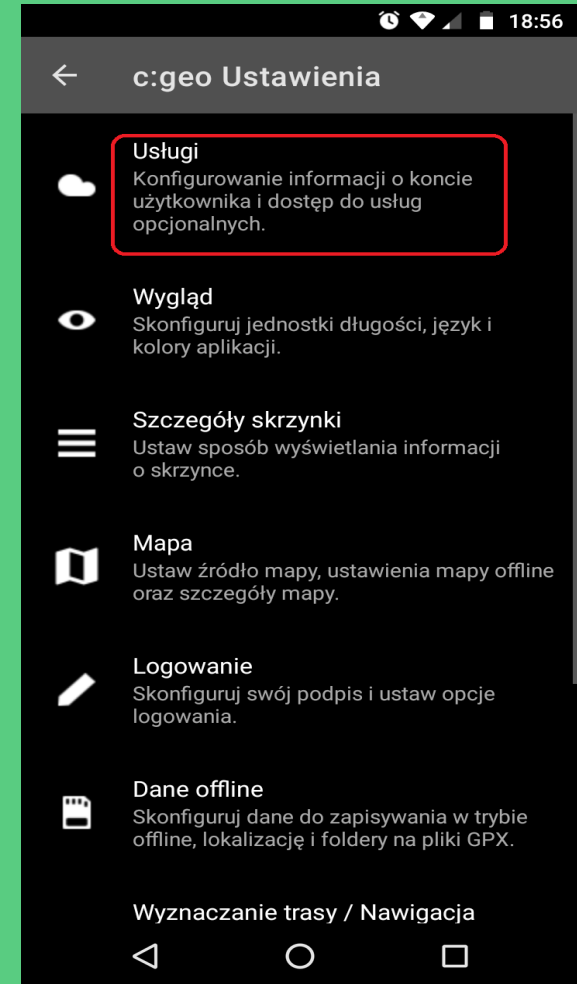 18:56
c:geo Ustawienia
Usługi
Konfigurowanie informacji o koncie
użytkownika i dostęp do usług
opcjonalnych.
Wygląd
Skonfiguruj jednostki długości, język i
kolory aplikacji.
Szczegóły skrzynki
Ustaw sposób wyświetlania informacji
o skrzynce.
Mapa
Ustaw źródło mapy, ustawienia mapy offline
oraz szczegóły mapy.
Logowanie
Skonfiguruj swój podpis i ustaw opcje
logowania.
Dane offline
Skonfiguruj dane do zapisywania w trybie
offline, lokalizację i foldery na pliki GPX.
Wyznaczanie trasy / Nawigacja